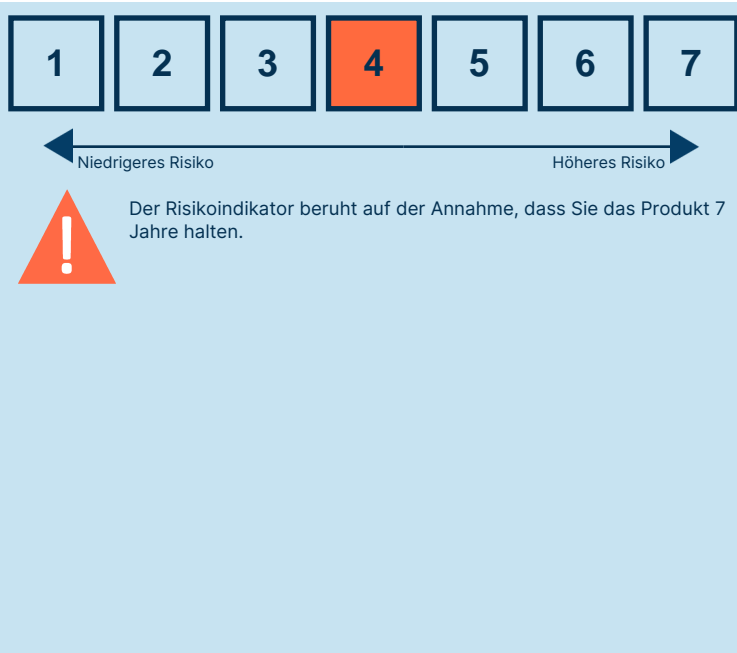 1 2 3 4 5 6 7
Niedrigeres Risiko Höheres Risiko
Der Risikoindikator beruht auf der Annahme, dass Sie das Produkt 7
Jahre halten.